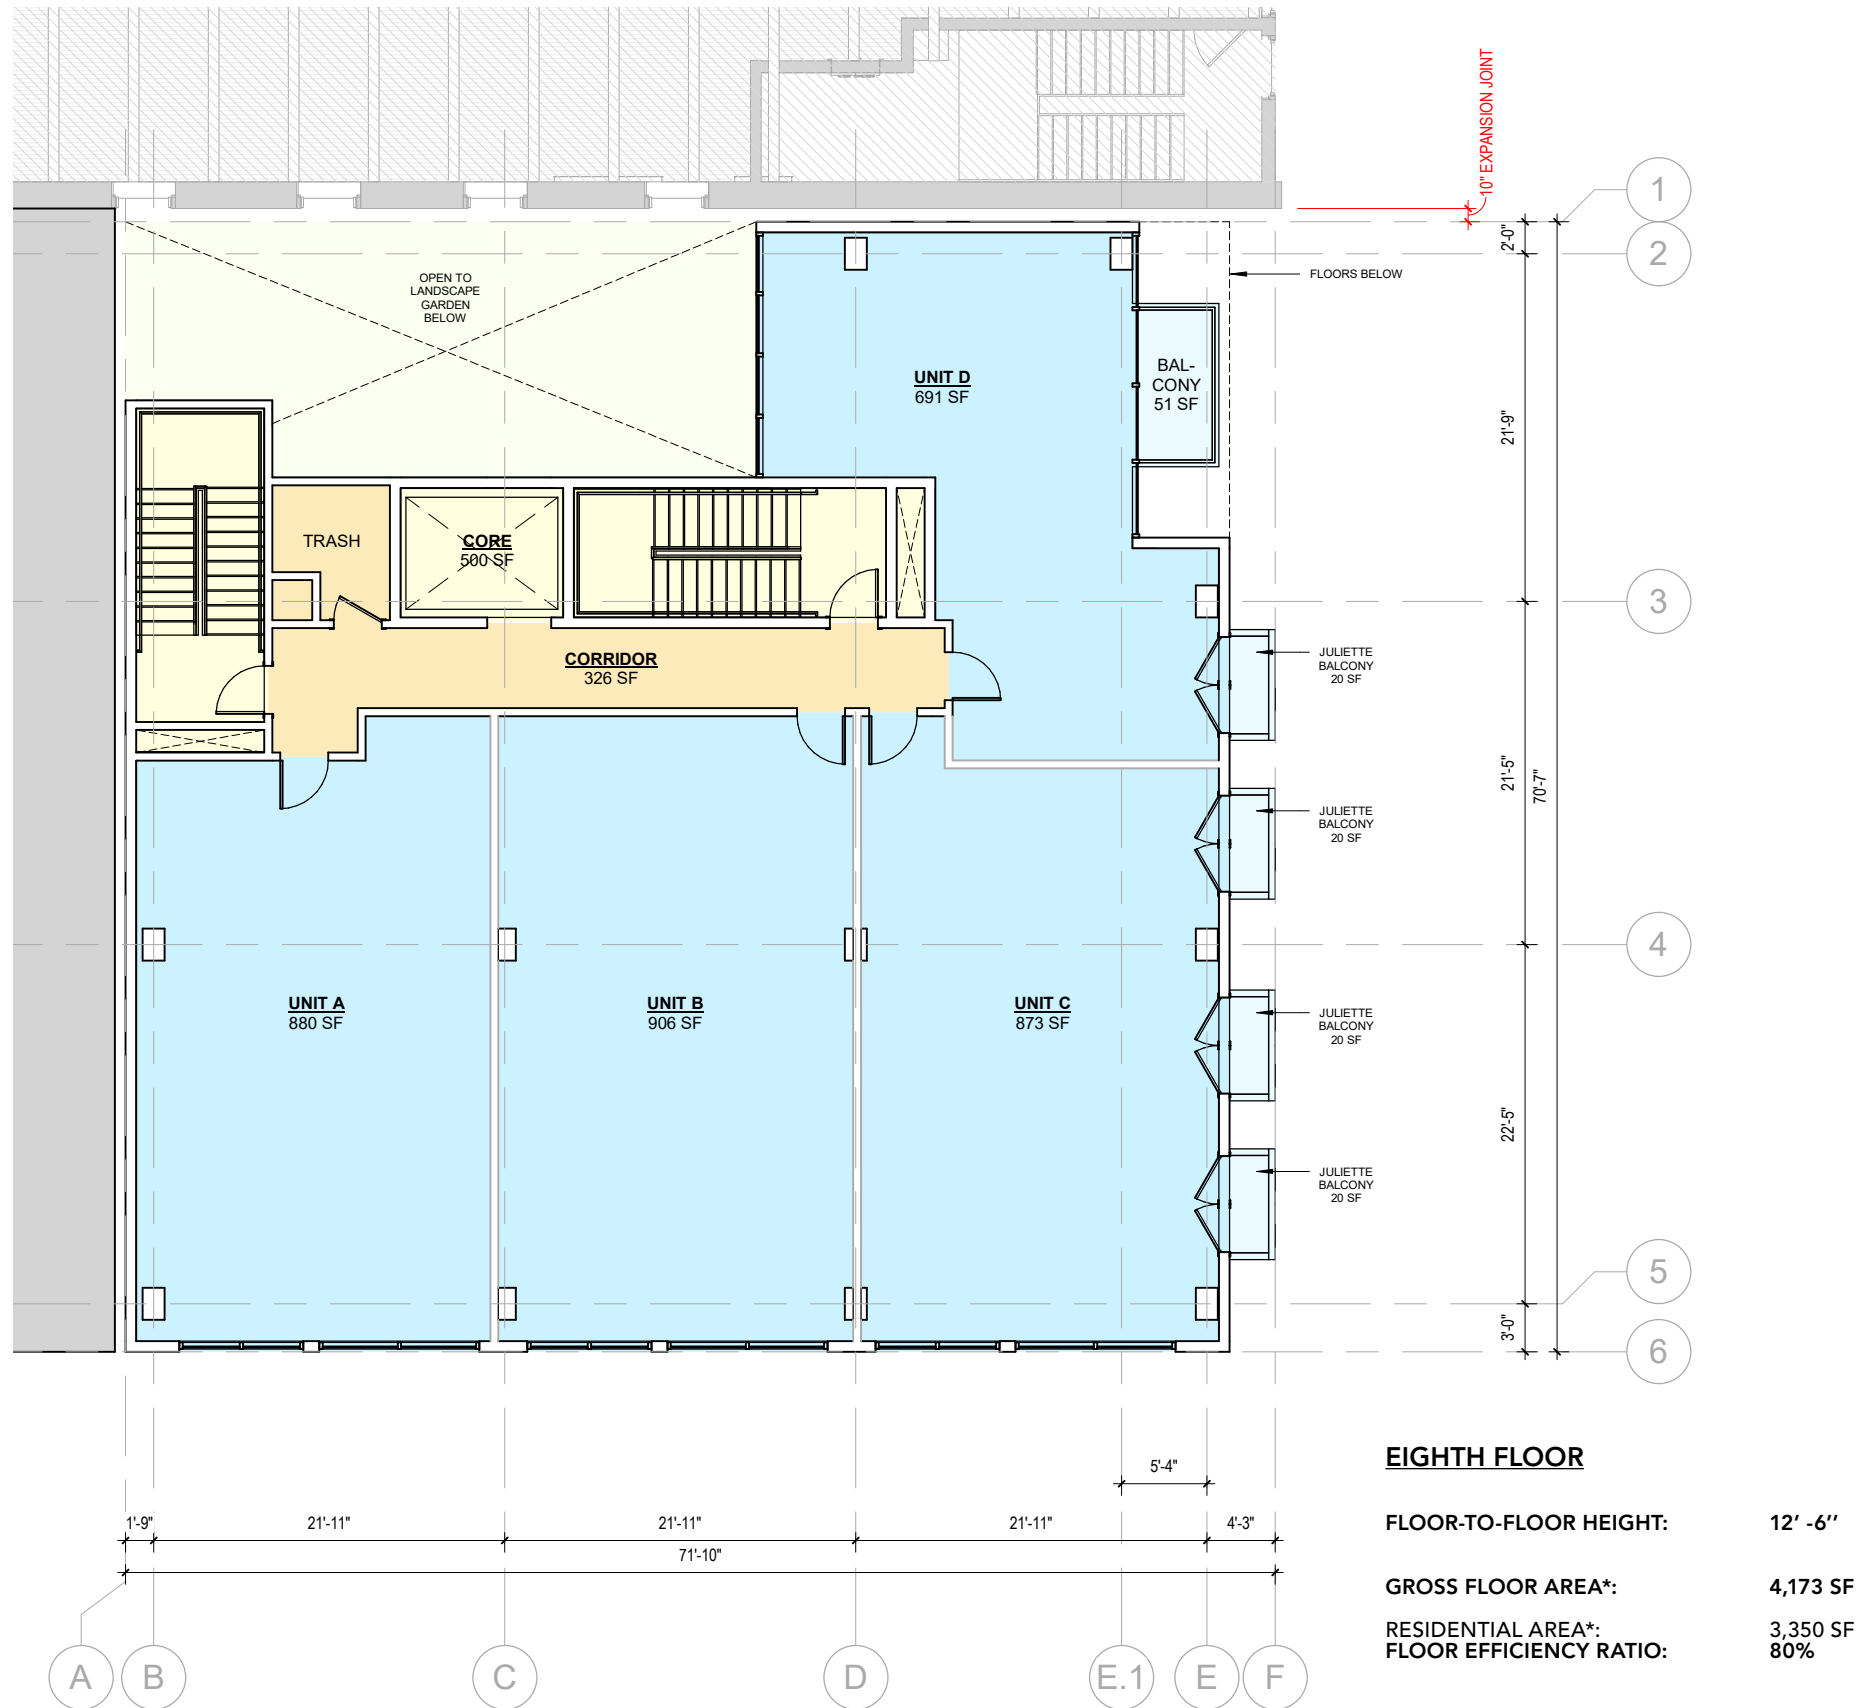 10" EXPANSION JOINT
1
2
2'-0"
FLOORS BELOW
OPEN TO
LANDSCAPE
GARDEN
BELOW
UNIT D
691 SF
BAL-
CONY
51 SF
21'-9"
TRASH
CORE
500 SF
3
CORRIDOR
326 SF
JULIETTE
BALCONY
20 SF
21'-5"
70'-7"
JULIETTE
BALCONY
20 SF
4
UNIT A
880 SF
UNIT B
906 SF
UNIT C
873 SF
JULIETTE
BALCONY
20 SF
22'-5"
JULIETTE
BALCONY
20 SF
5
3'-0"
6
5'-4"
1'-9"
21'-11"
21'-11"
21'-11"
4'-3"
71'-10"
A
B
C
D
E.1
E
F
EIGHTH FLOOR
FLOOR-TO-FLOOR HEIGHT: 12' -6''
GROSS FLOOR AREA*: 4,173 SF
RESIDENTIAL AREA*: 3,350 SF
FLOOR EFFICIENCY RATIO: 80%